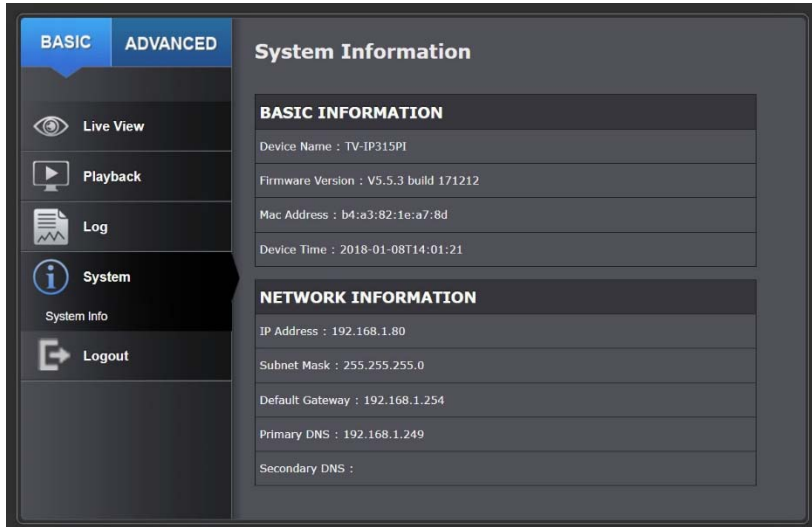 BASIC
ADVANCED
Live View
Playback
Log
System
System Info
Logout
System Information
BASIC INFORMATION
Device Name : TV-IP315PI
Firmware Version : V5.5.3 build 171212
Mac Address : b4:a3:82:1e:a7:8d
Device Time : 2018-01-08T14:01:21
NETWORK INFORMATION
IP Address : 192.168.1.80
Subnet Mask : 255.255.255.0
Default Gateway : 192.168.1.254
Primary DNS : 192.168.1.249
Secondary DNS :